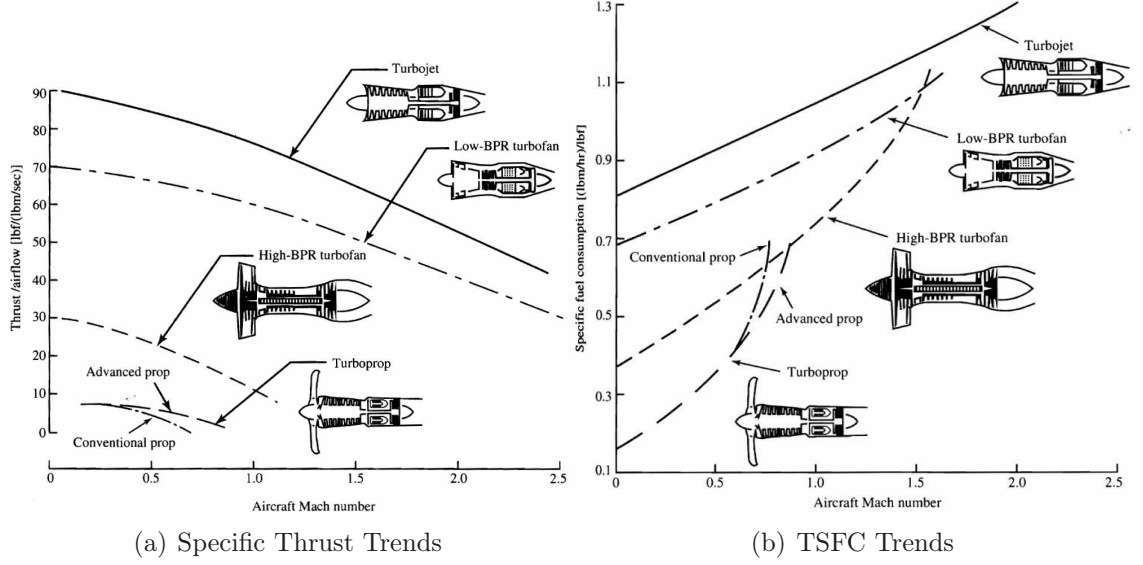 Thrust /airflow [lbf/(lbm/sec)]
90
80
70
60
50
40
30
20
10
0
Turbojet
Low-BPR turbofan
High-BPR turbofan
Advanced prop
Turboprop
Conventional prop
0
0.5
1.0
1.5
2.0
2.5
Aircraft Mach number
(a) Specific Thrust Trends
Specific fuel consumption [(lbm/hr)/lbf]
1.3
1.1
0.9
0.7
0.5
0.3
0.1
Turbojet
Low-BPR turbofan
High-BPR turbofan
Conventional prop
Advanced prop
Turboprop
0
0.5
1.0
1.5
2.0
2.5
Aircraft Mach number
(b) TSFC Trends